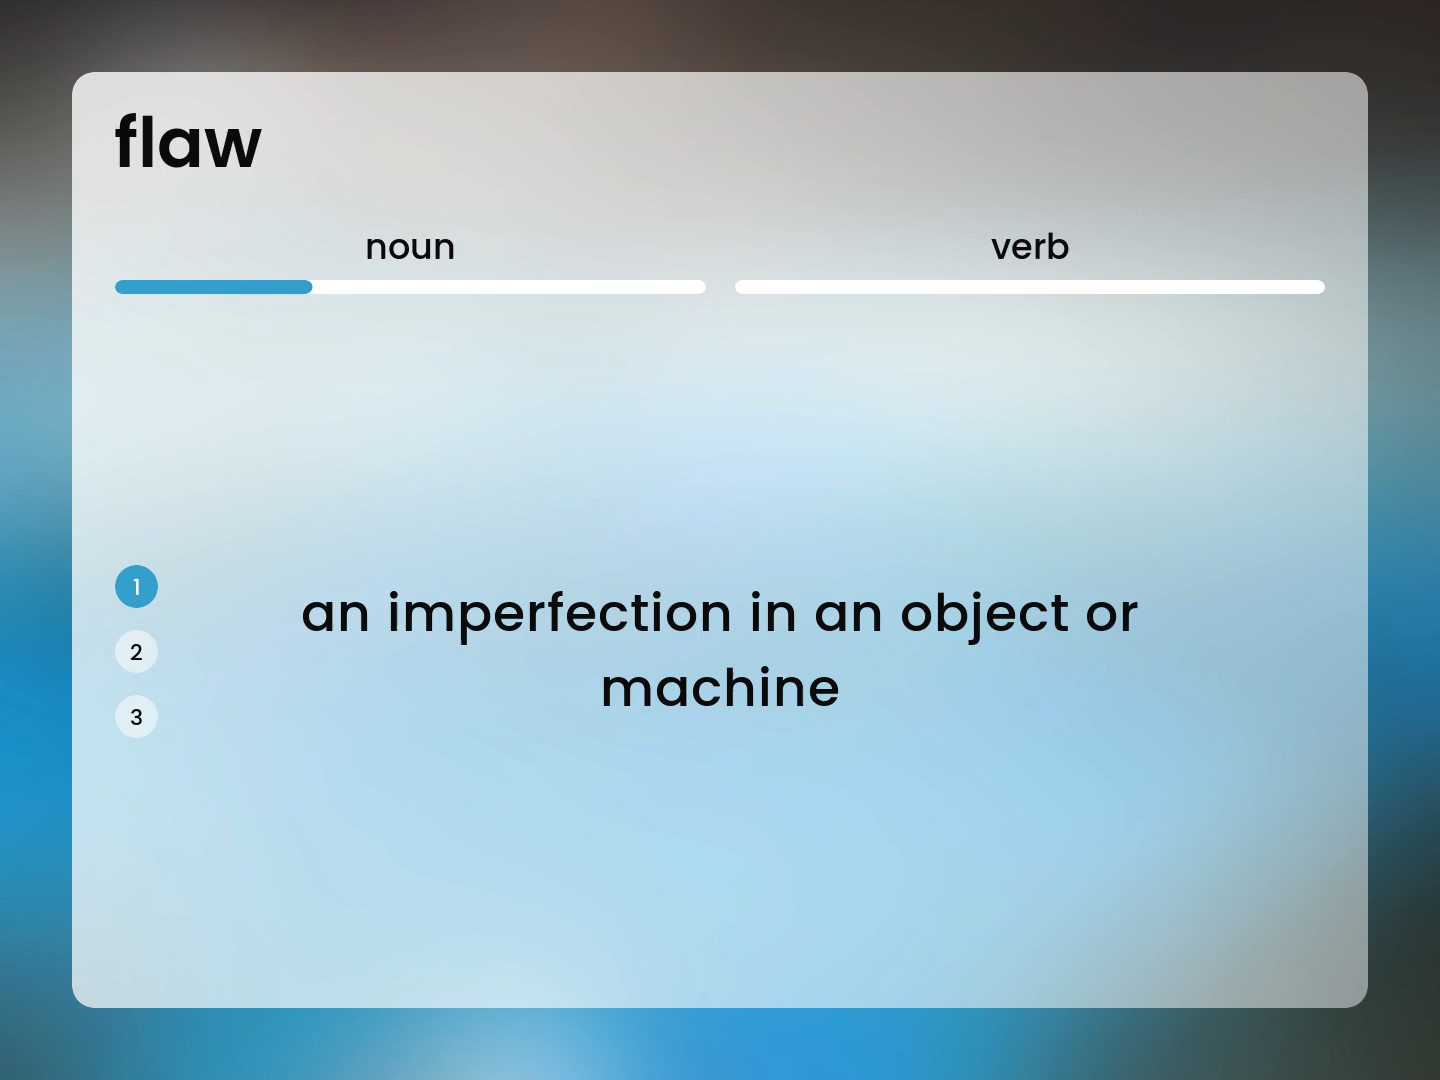 flaw
noun
verb
1
2
3
an imperfection in an object or
machine